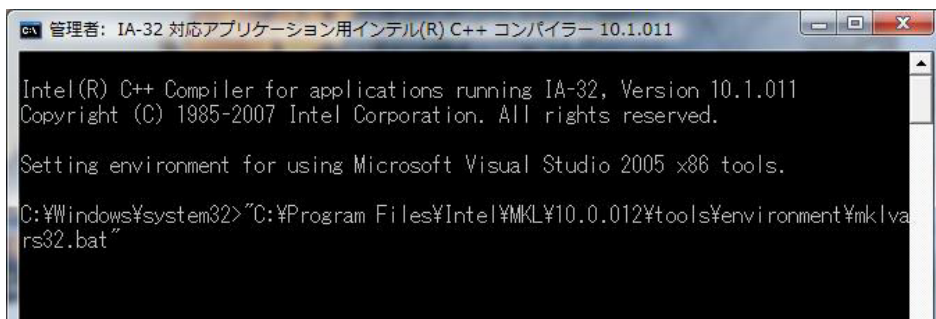 管理者: IA-32 対応アプリケーション用インテル(R) C++ コンパイラー 10.1.011
Intel(R) C++ Compiler for applications running IA-32, Version 10.1.011
Copyright (C) 1985-2007 Intel Corporation. All rights reserved.
Setting environment for using Microsoft Visual Studio 2005 x86 tools.
C:¥Windows¥system32>"C:¥Program Files¥Intel¥MKL¥10.0.012¥tools¥environment¥mklva
rs32.bat"